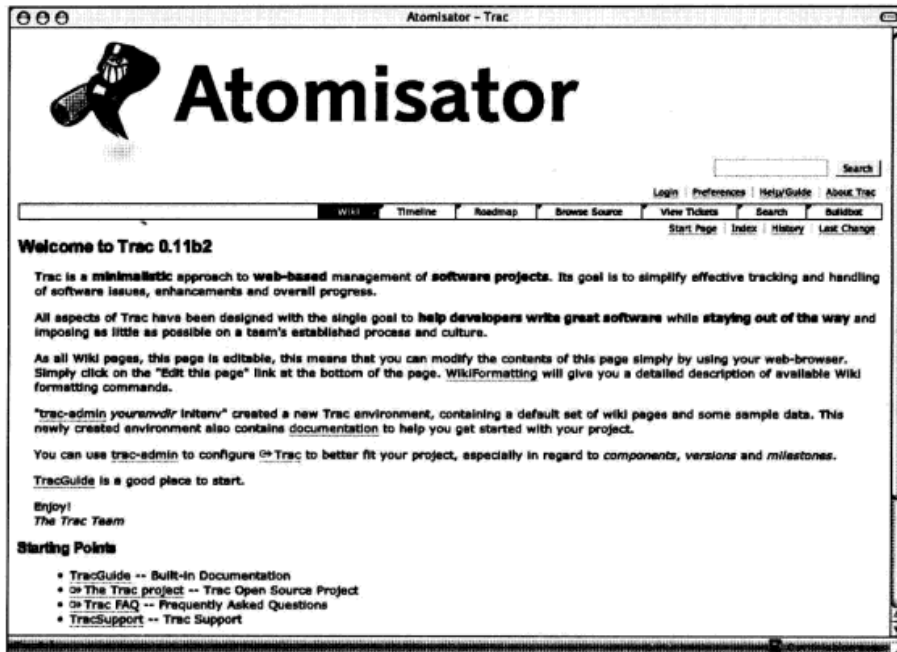 Atomisator – Trac
Atomisator
Search
Login Preferences Help/Guide About Trac
Wiki Timeline Roadmap Browse Source View Tickets Search Buildbot
Start Page Index History Last Change
Welcome to Trac 0.11b2
Trac is a minimalistic approach to web-based management of software projects. Its goal is to simplify effective tracking and handling
of software issues, enhancements and overall progress.
All aspects of Trac have been designed with the single goal to help developers write great software while staying out of the way and
imposing as little as possible on a team's established process and culture.
As all Wiki pages, this page is editable, this means that you can modify the contents of this page simply by using your web-browser.
Simply click on the "Edit this page" link at the bottom of the page. WikiFormatting will give you a detailed description of available Wiki
formatting commands.
"trac-admin yourenvdir initenv" created a new Trac environment, containing a default set of wiki pages and some sample data. This
newly created environment also contains documentation to help you get started with your project.
You can use trac-admin to configure Trac to better fit your project, especially in regard to components, versions and milestones.
TracGuide is a good place to start.
Enjoy!
The Trac Team
Starting Points
• TracGuide -- Built-in Documentation
• The Trac project -- Trac Open Source Project
• Trac FAQ -- Frequently Asked Questions
• TracSupport -- Trac Support